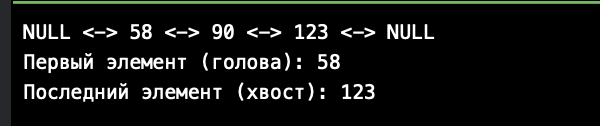 NULL <-> 58 <-> 90 <-> 123 <-> NULL
Первый элемент (голова): 58
Последний элемент (хвост): 123